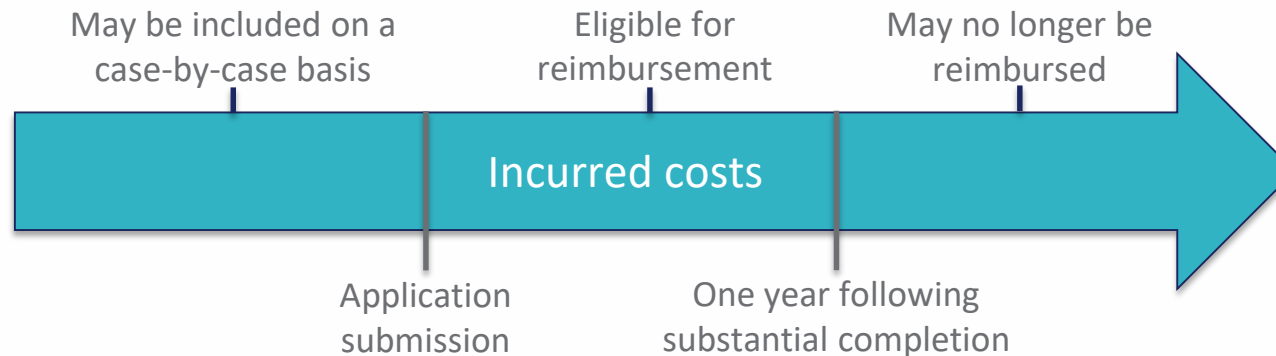 May be included on a
case-by-case basis
Eligible for
reimbursement
May no longer be
reimbursed
Incurred costs
Application
submission
One year following
substantial completion